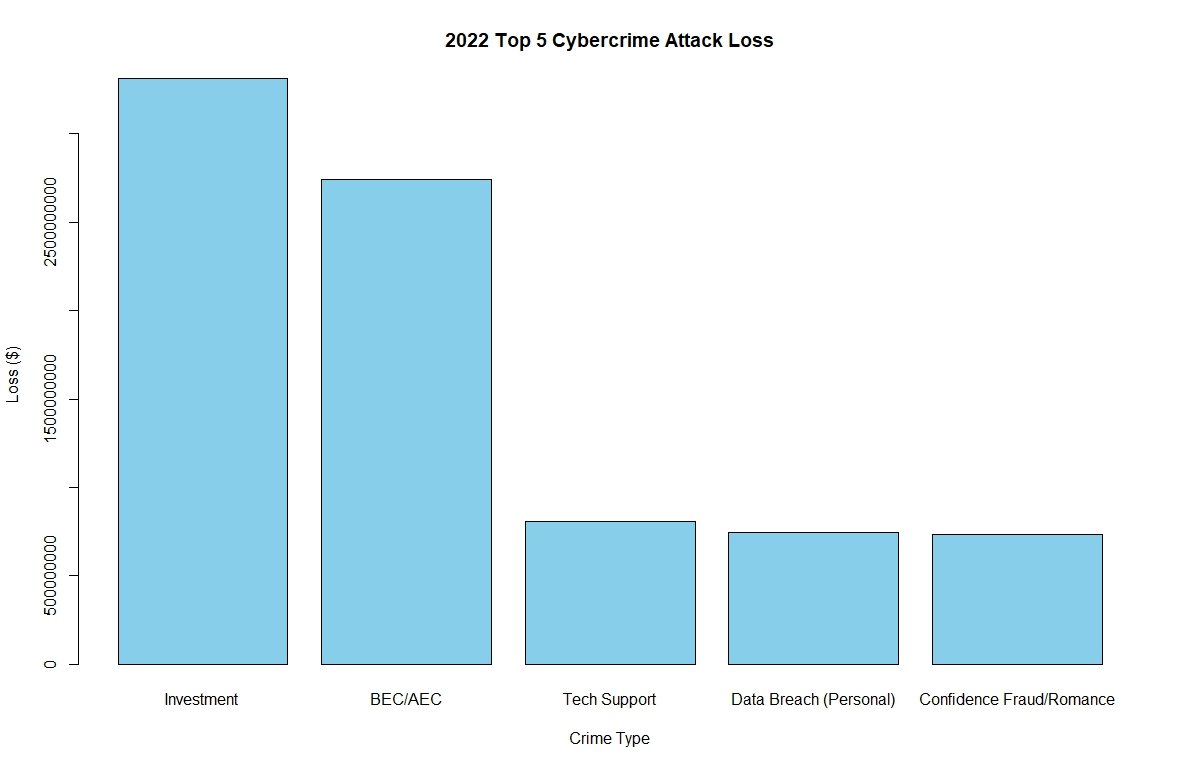 2022 Top 5 Cybercrime Attack Loss
Loss ($)
2500000000
1500000000
500000000
0
Investment
BEC/AEC
Tech Support
Data Breach (Personal)
Confidence Fraud/Romance
Crime Type